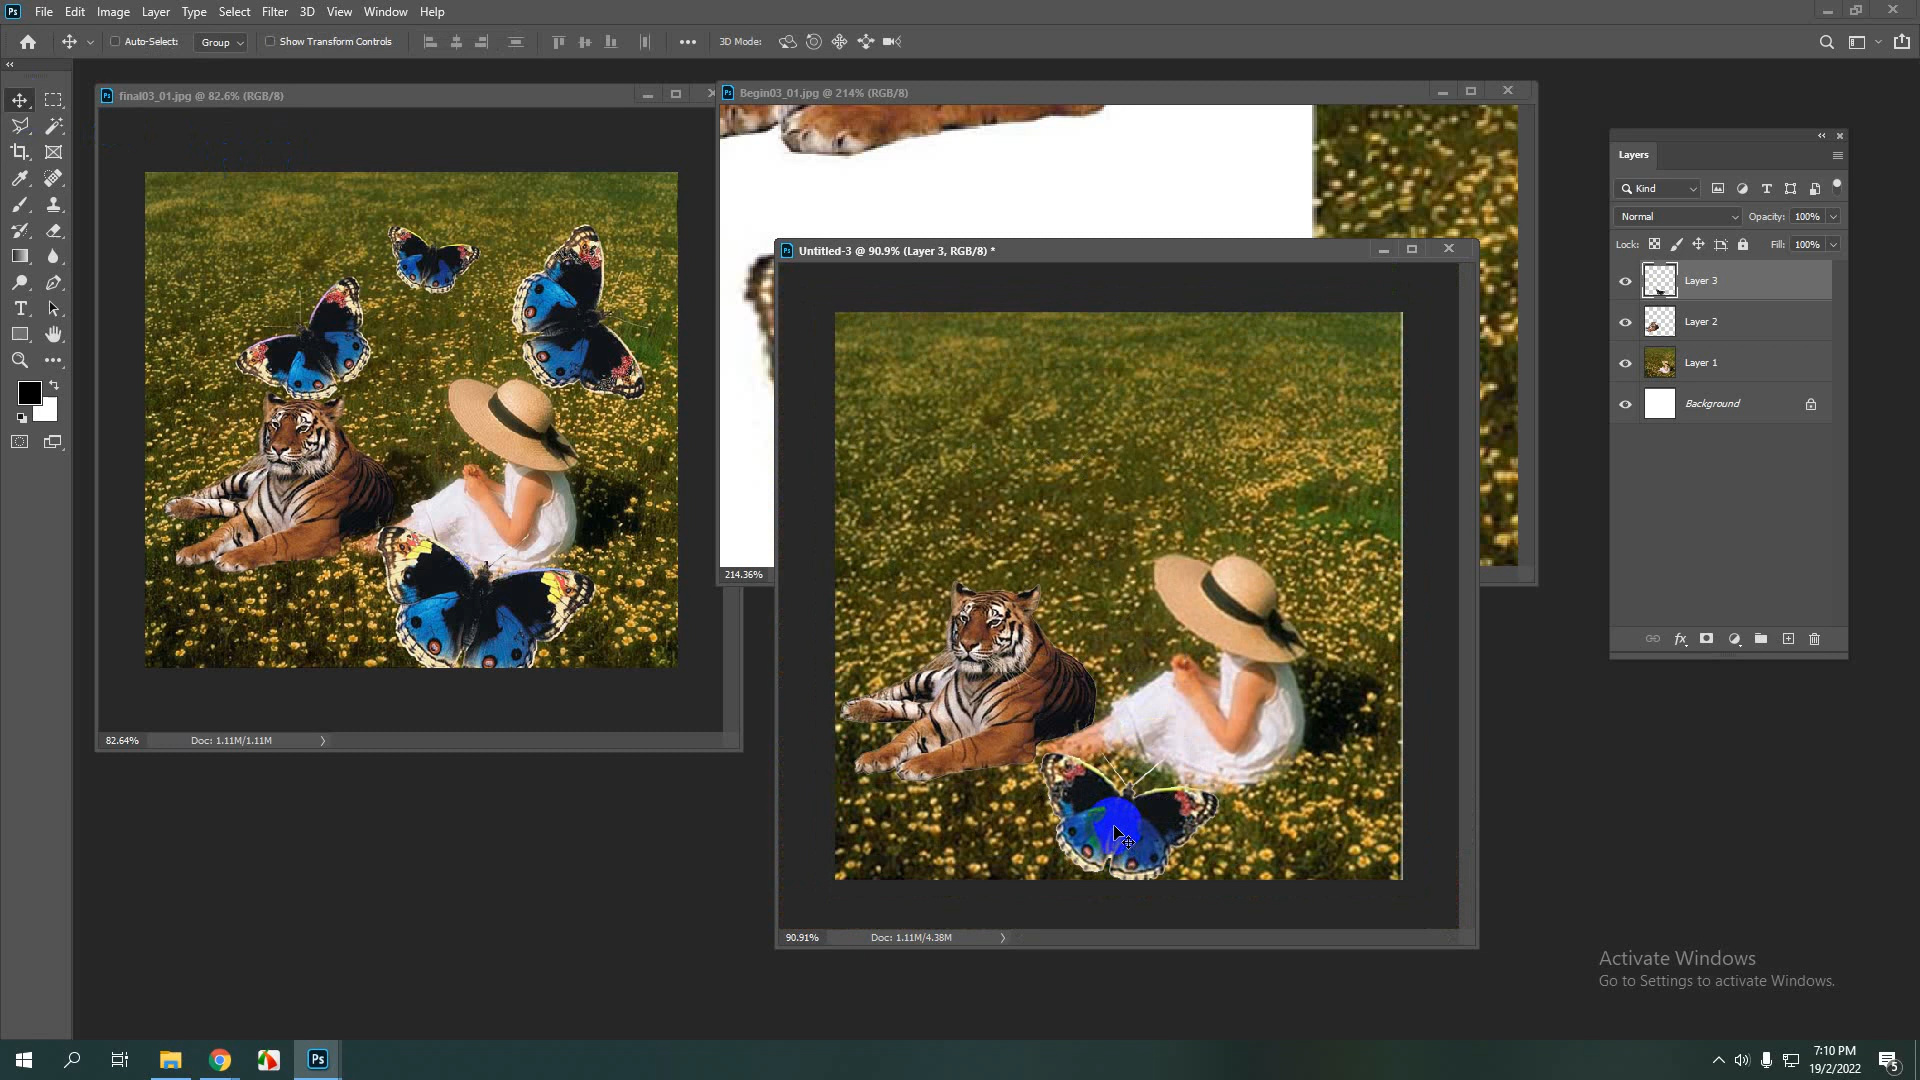 Ps File Edit Image Layer Type Select Filter 3D View Window Help
Auto-Select: Group Show Transform Controls 3D Mode:
final03_01.jpg @ 82.6% (RGB/8)
82.64% Doc: 1.11M/1.11M
Begin03_01.jpg @ 214% (RGB/8)
214.36%
Untitled-3 @ 90.9% (Layer 3, RGB/8) *
90.91% Doc: 1.11M/4.38M
Layers
Kind
Normal Opacity: 100%
Lock: Fill: 100%
Layer 3
Layer 2
Layer 1
Background
fx
Activate Windows
Go to Settings to activate Windows.
Ps
7:10 PM
19/2/2022
5